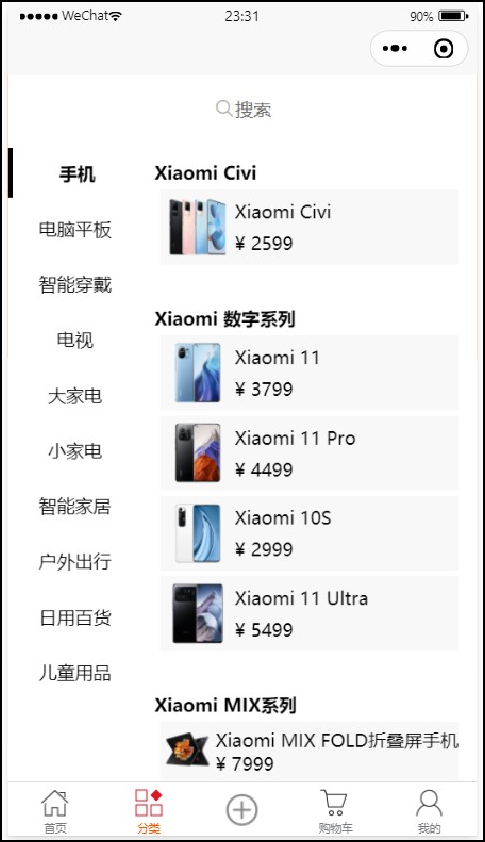 WeChat 23:31 90%
搜索
手机
电脑平板
智能穿戴
电视
大家电
小家电
智能家居
户外出行
日用百货
儿童用品
Xiaomi Civi
Xiaomi Civi
¥ 2599
Xiaomi 数字系列
Xiaomi 11
¥ 3799
Xiaomi 11 Pro
¥ 4499
Xiaomi 10S
¥ 2999
Xiaomi 11 Ultra
¥ 5499
Xiaomi MIX系列
Xiaomi MIX FOLD折叠屏手机
¥ 7999
首页 分类 购物车 我的